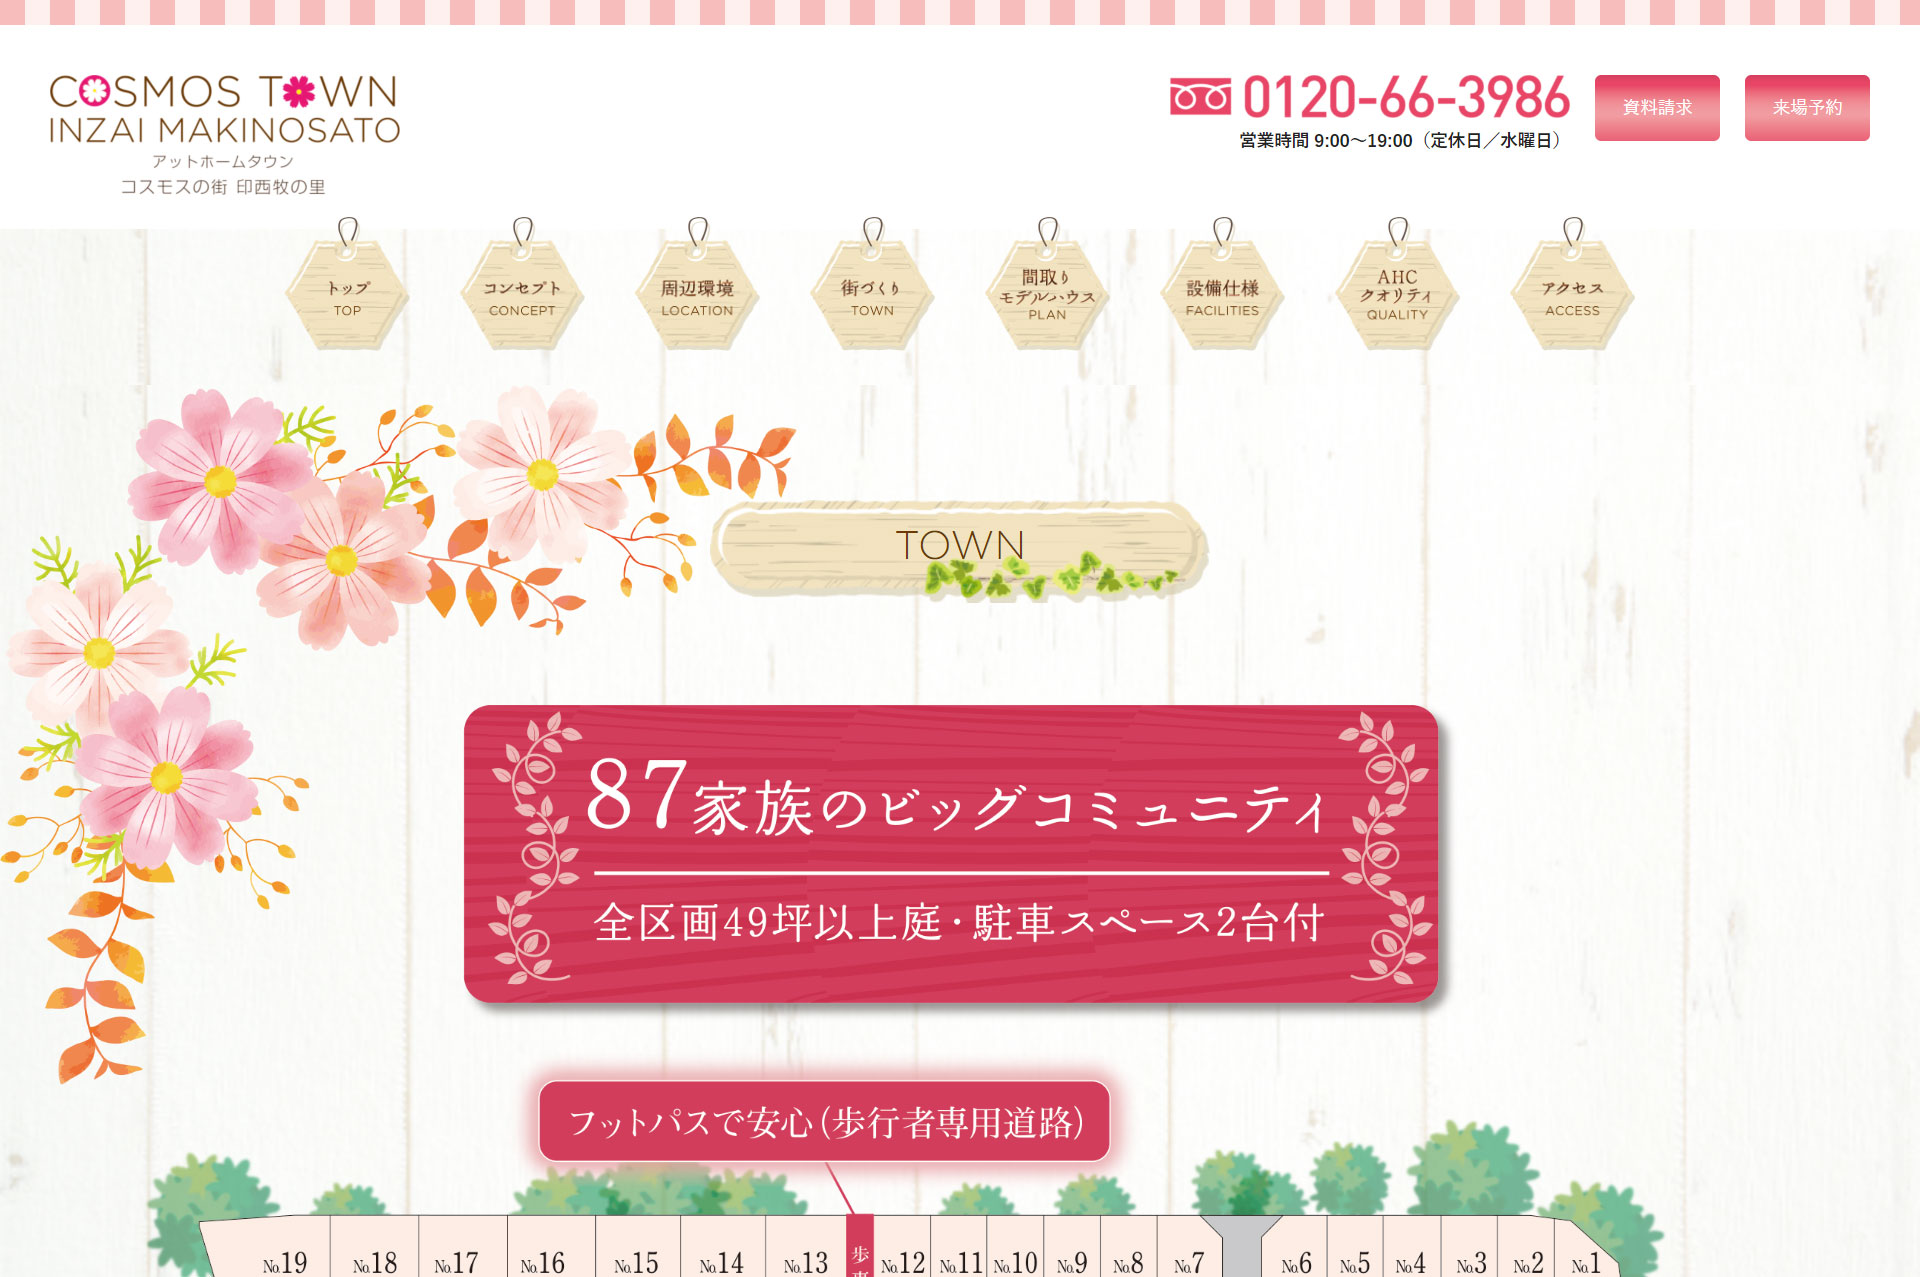 COSMOS TOWN
INZAI MAKINOSATO
アットホームタウン
コスモスの街 印西牧の里
0120-66-3986
営業時間 9:00〜19:00（定休日／水曜日）
資料請求
来場予約
トップ
TOP
コンセプト
CONCEPT
周辺環境
LOCATION
街づくり
TOWN
間取り
モデルハウス
PLAN
設備仕様
FACILITIES
AHC
クオリティ
QUALITY
アクセス
ACCESS
TOWN
87家族のビッグコミュニティ
全区画49坪以上庭・駐車スペース2台付
フットパスで安心（歩行者専用道路）
No.19 No.18 No.17 No.16 No.15 No.14 No.13 歩 No.12 No.11 No.10 No.9 No.8 No.7 No.6 No.5 No.4 No.3 No.2 No.1